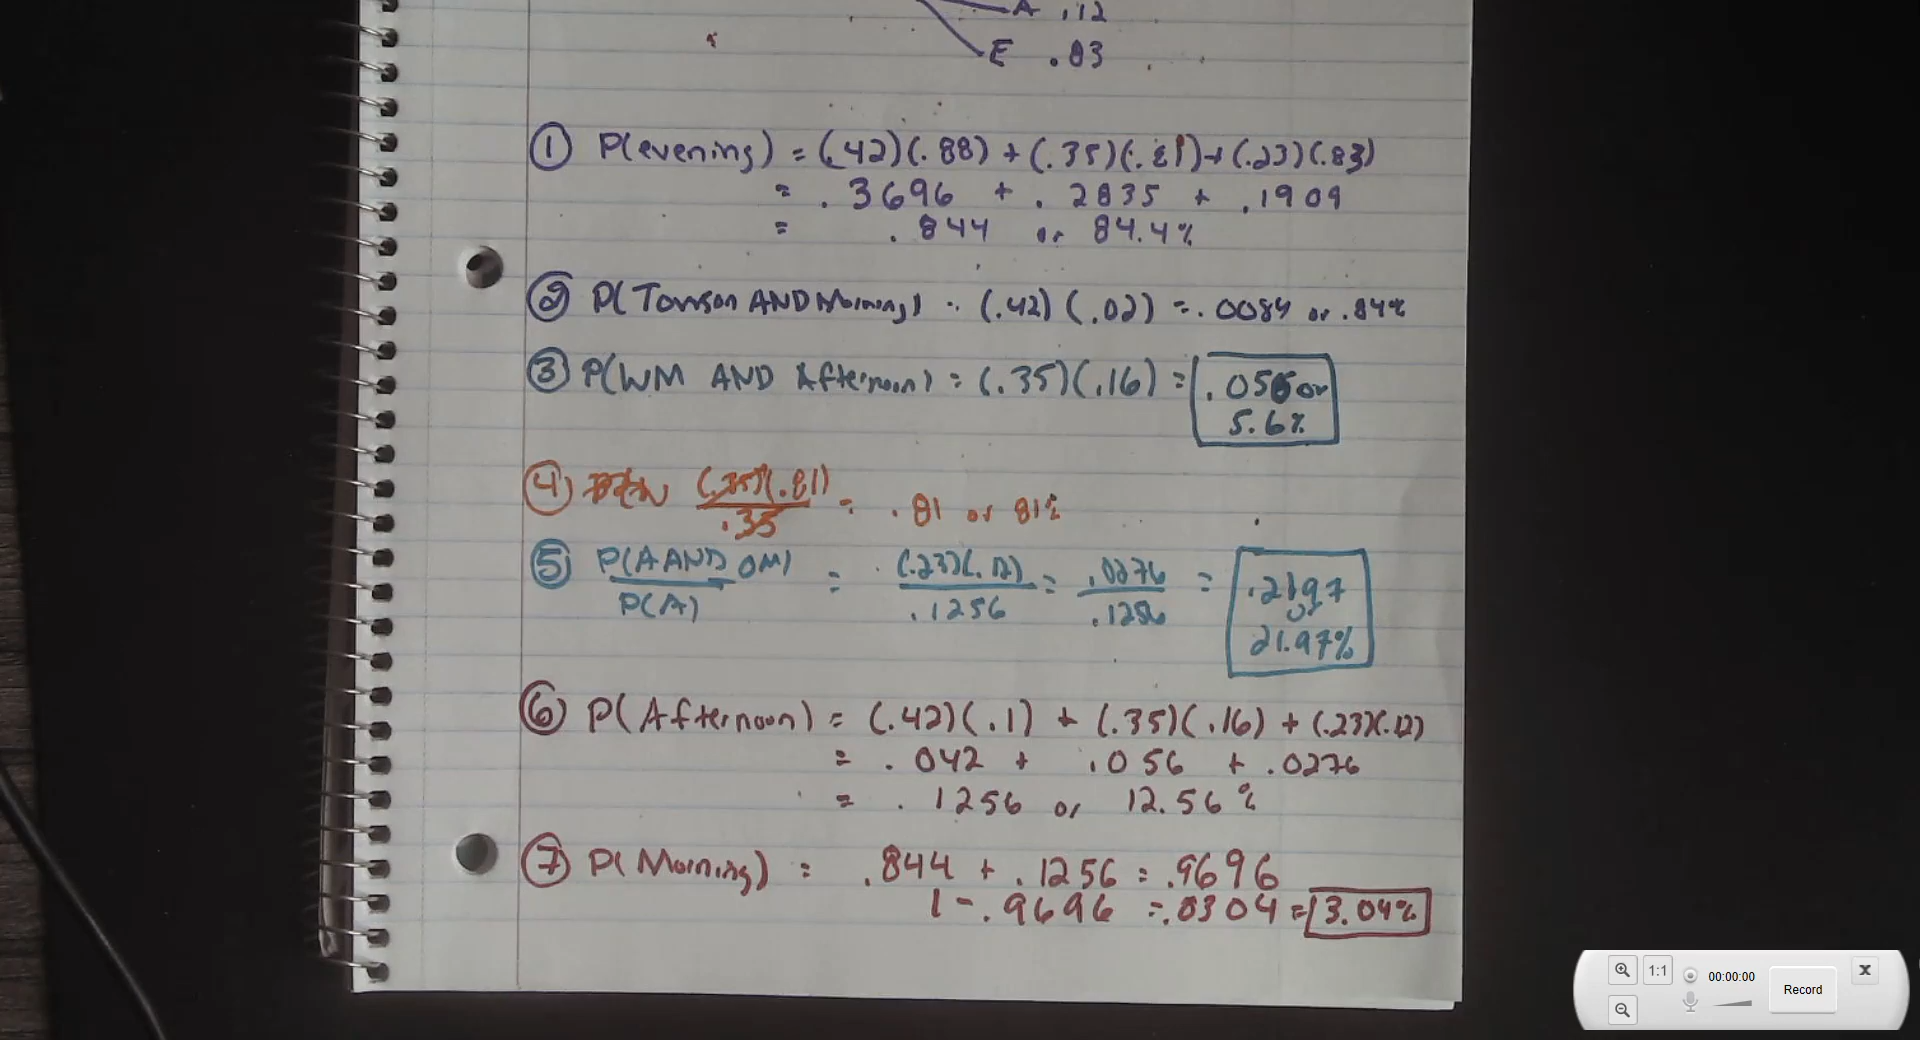 A .12
E .83
① P(evening) = (.42)(.88) + (.35)(.81) + (.23)(.83)
= .3696 + .2835 + .1909
= .844 or 84.4%
② P(Towson AND Morning) = (.42)(.02) = .0084 or .84%
③ P(WM AND Afternoon) = (.35)(.16) = .056 or
5.6%
④ (.35)(.81)
.35
= .81 or 81%
⑤ P(A AND OM)
P(A)
= (.23)(.12)
.1256
= .0276
.1256
= .2197
or
21.97%
⑥ P(Afternoon) = (.42)(.1) + (.35)(.16) + (.23)(.12)
= .042 + .056 + .0276
= .1256 or 12.56%
⑦ P(Morning) = .844 + .1256 = .9696
1 - .9696 = .0304 = 3.04%
1:1
00:00:00
Record
x